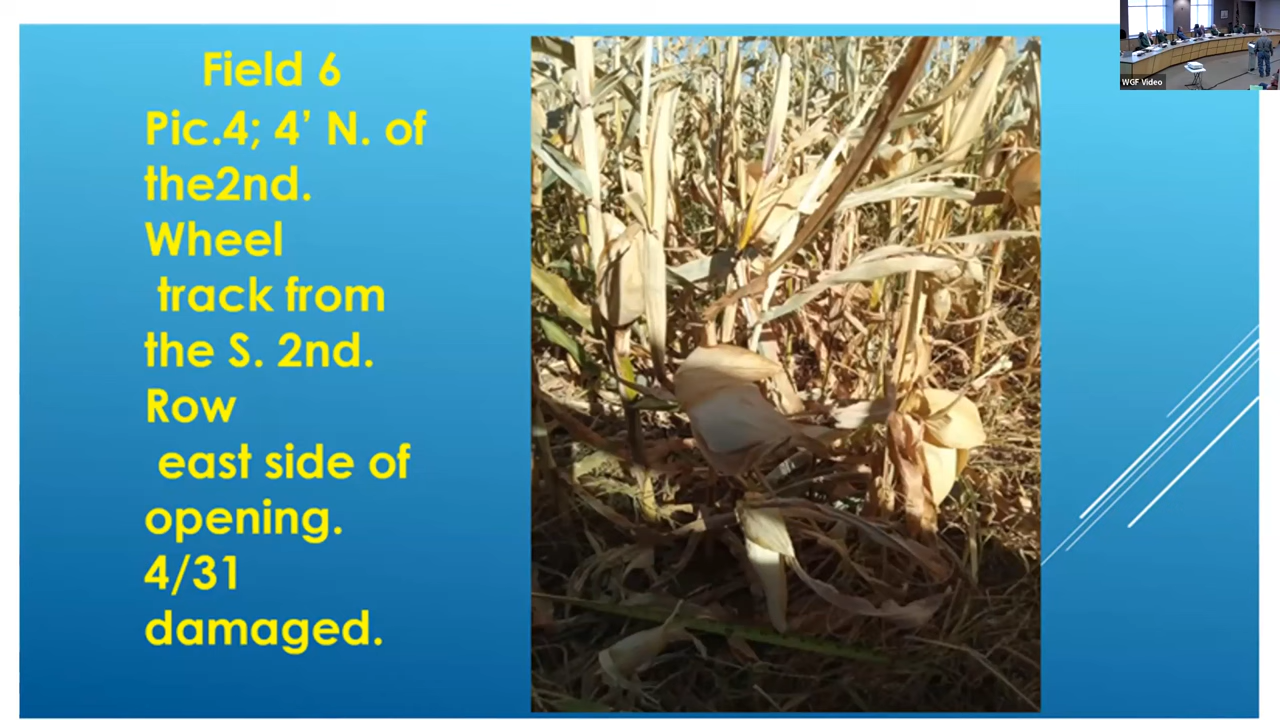 Field 6
Pic.4; 4’ N. of
the2nd.
Wheel
track from
the S. 2nd.
Row
east side of
opening.
4/31
damaged.
WGF Video